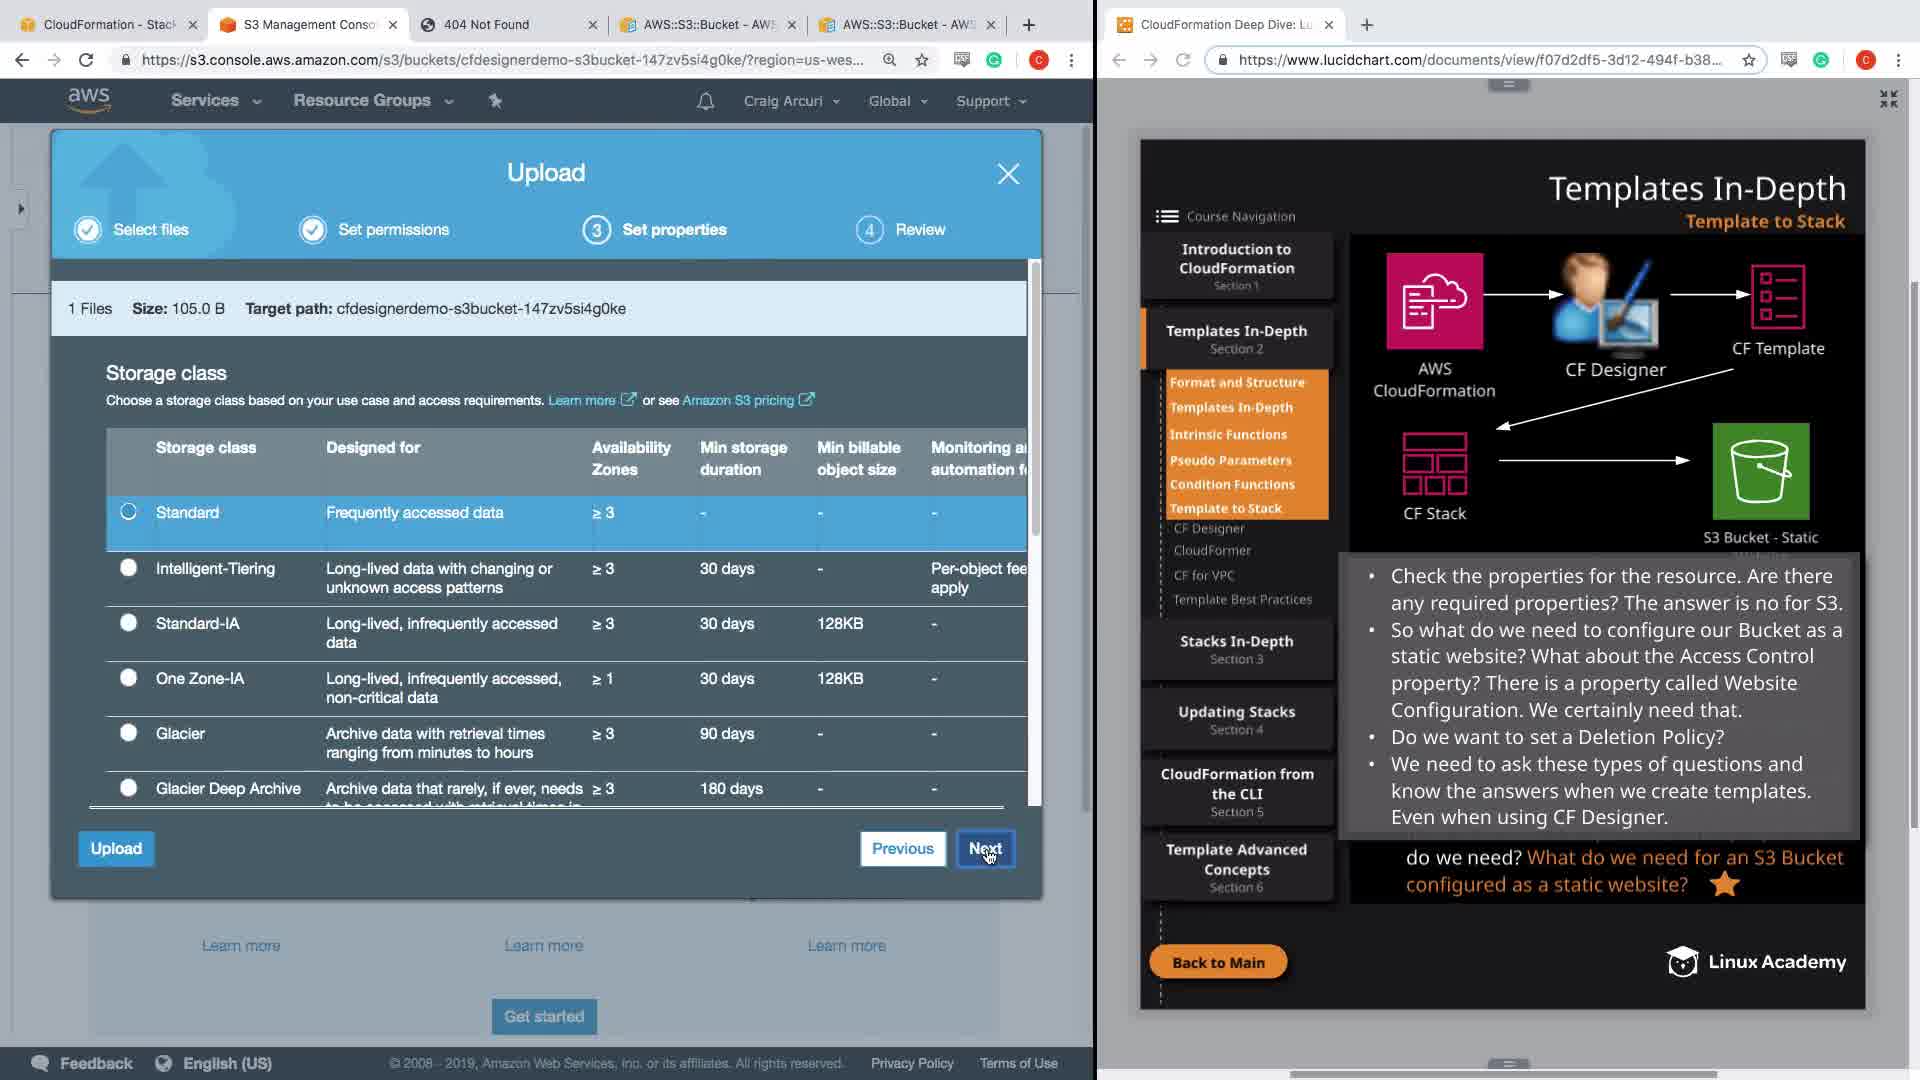 CloudFormation - Stack
S3 Management Conso
404 Not Found
AWS::S3::Bucket - AWS
AWS::S3::Bucket - AWS
https://s3.console.aws.amazon.com/s3/buckets/cfdesignerdemo-s3bucket-147zv5si4g0ke/?region=us-wes...
C
aws
Services
Resource Groups
Craig Arcuri
Global
Support
Upload
Select files
Set permissions
3
Set properties
4
Review
1 Files
Size: 105.0 B
Target path: cfdesignerdemo-s3bucket-147zv5si4g0ke
Storage class
Choose a storage class based on your use case and access requirements. Learn more or see Amazon S3 pricing
Storage class
Designed for
Availability Zones
Min storage duration
Min billable object size
Monitoring a
automation f
Standard
Frequently accessed data
≥ 3
-
-
-
Intelligent-Tiering
Long-lived data with changing or
unknown access patterns
≥ 3
30 days
-
Per-object fee
apply
Standard-IA
Long-lived, infrequently accessed
data
≥ 3
30 days
128KB
-
One Zone-IA
Long-lived, infrequently accessed,
non-critical data
≥ 1
30 days
128KB
-
Glacier
Archive data with retrieval times
ranging from minutes to hours
≥ 3
90 days
-
-
Glacier Deep Archive
Archive data that rarely, if ever, needs
≥ 3
180 days
-
-
Upload
Previous
Next
Learn more
Learn more
Learn more
Get started
Feedback
English (US)
© 2008 - 2019, Amazon Web Services, Inc. or its affiliates. All rights reserved.
Privacy Policy
Terms of Use
CloudFormation Deep Dive: Lu
https://www.lucidchart.com/documents/view/f07d2df5-3d12-494f-b38...
C
Templates In-Depth
Template to Stack
Course Navigation
Introduction to
CloudFormation
Section 1
Templates In-Depth
Section 2
Format and Structure
Templates In-Depth
Intrinsic Functions
Pseudo Parameters
Condition Functions
Template to Stack
CF Designer
CloudFormer
CF for VPC
Template Best Practices
Stacks In-Depth
Section 3
Updating Stacks
Section 4
CloudFormation from
the CLI
Section 5
Template Advanced
Concepts
Section 6
Back to Main
AWS
CloudFormation
CF Designer
CF Template
CF Stack
S3 Bucket - Static
• Check the properties for the resource. Are there
any required properties? The answer is no for S3.
• So what do we need to configure our Bucket as a
static website? What about the Access Control
property? There is a property called Website
Configuration. We certainly need that.
• Do we want to set a Deletion Policy?
• We need to ask these types of questions and
know the answers when we create templates.
Even when using CF Designer.
do we need? What do we need for an S3 Bucket
configured as a static website?
Linux Academy